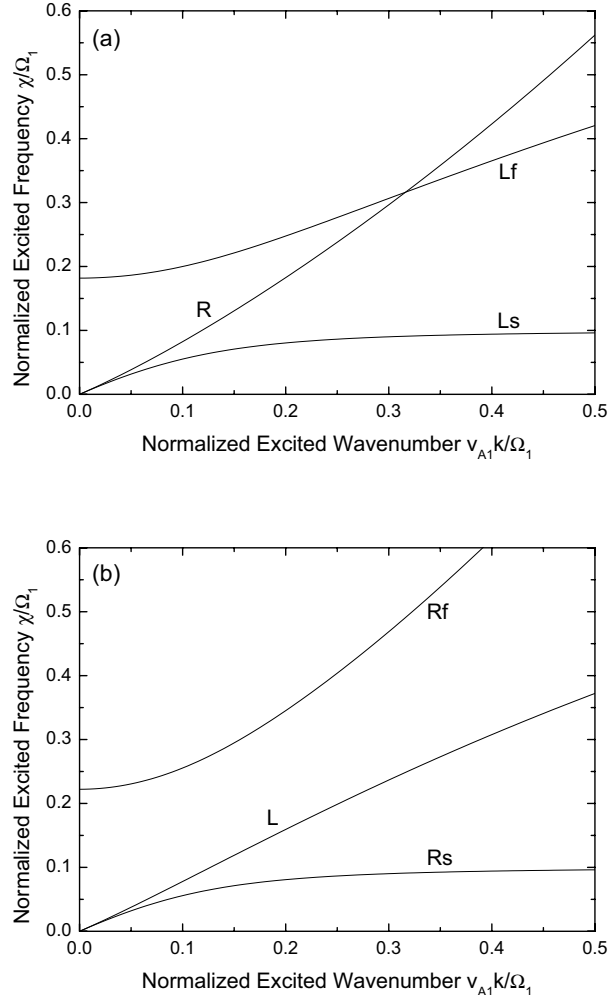 (a)
Normalized Excited Frequency χ/Ω₁
0.6
0.5
0.4
0.3
0.2
0.1
0.0
R
Lf
Ls
0.0 0.1 0.2 0.3 0.4 0.5
Normalized Excited Wavenumber v_A1 k/Ω₁
(b)
Normalized Excited Frequency χ/Ω₁
0.6
0.5
0.4
0.3
0.2
0.1
0.0
Rf
L
Rs
0.0 0.1 0.2 0.3 0.4 0.5
Normalized Excited Wavenumber v_A1 k/Ω₁